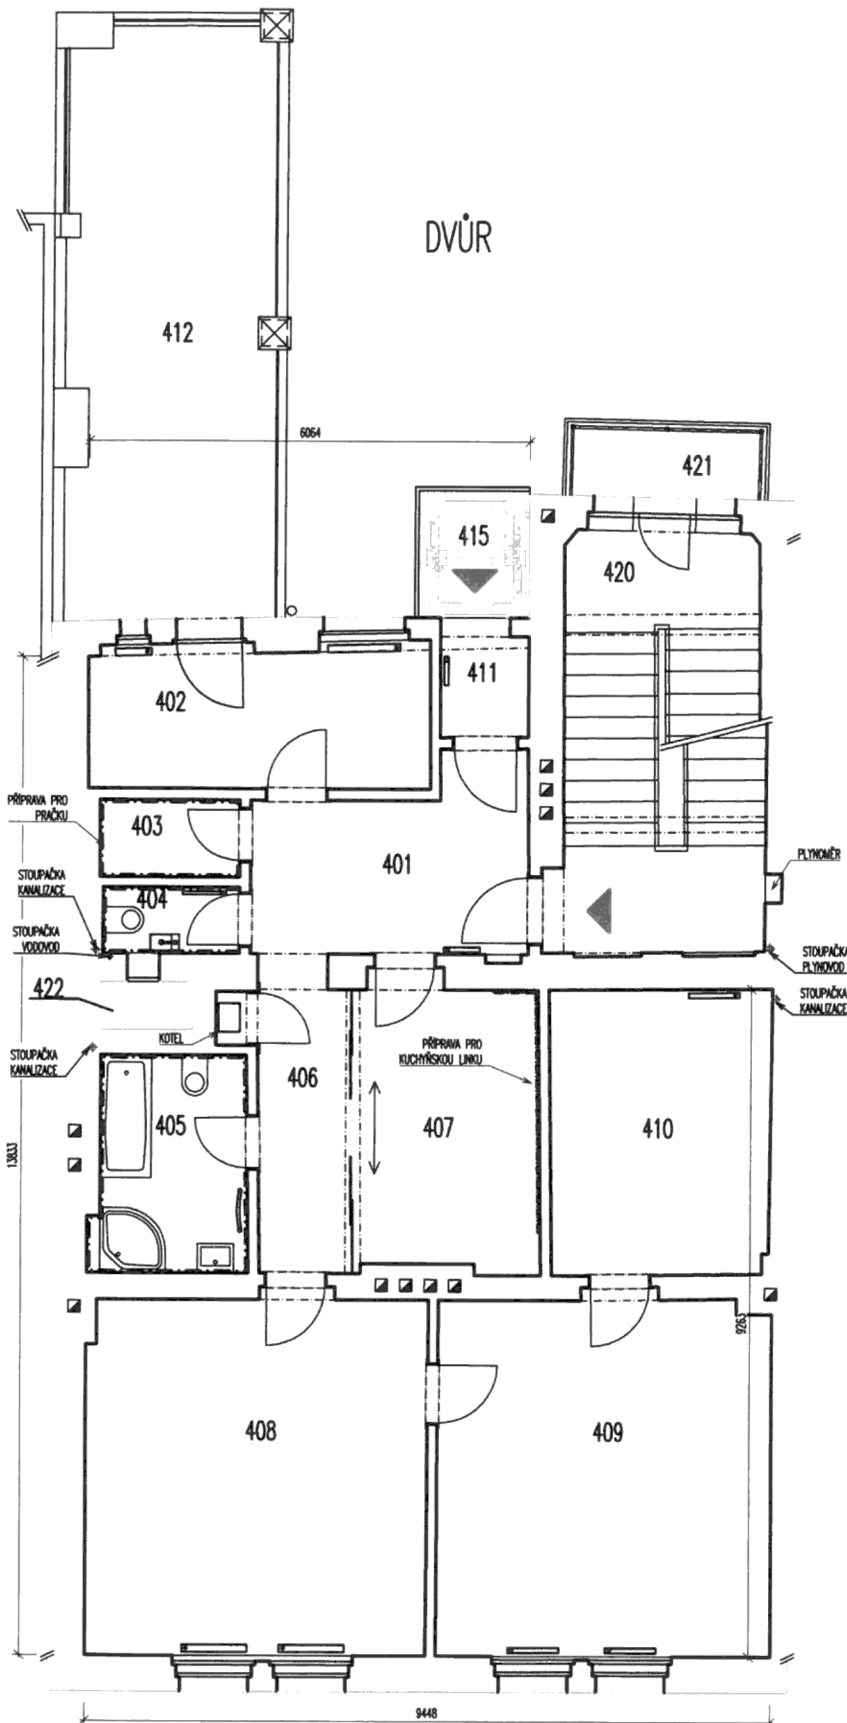 DVŮR
412
6064
421
415
420
411
402
PŘÍPRAVA PRO
PRAČKU
403
401
PLYNOMĚR
STOUPAČKA
KANALIZACE
404
STOUPAČKA
VODOVOD
STOUPAČKA
PLYNOVOD
422
STOUPAČKA
KANALIZACE
KOTEL
PŘÍPRAVA PRO
KUCHYŇSKOU LINKU
STOUPAČKA
KANALIZACE
406
405
407
410
13833
9263
408
409
9448